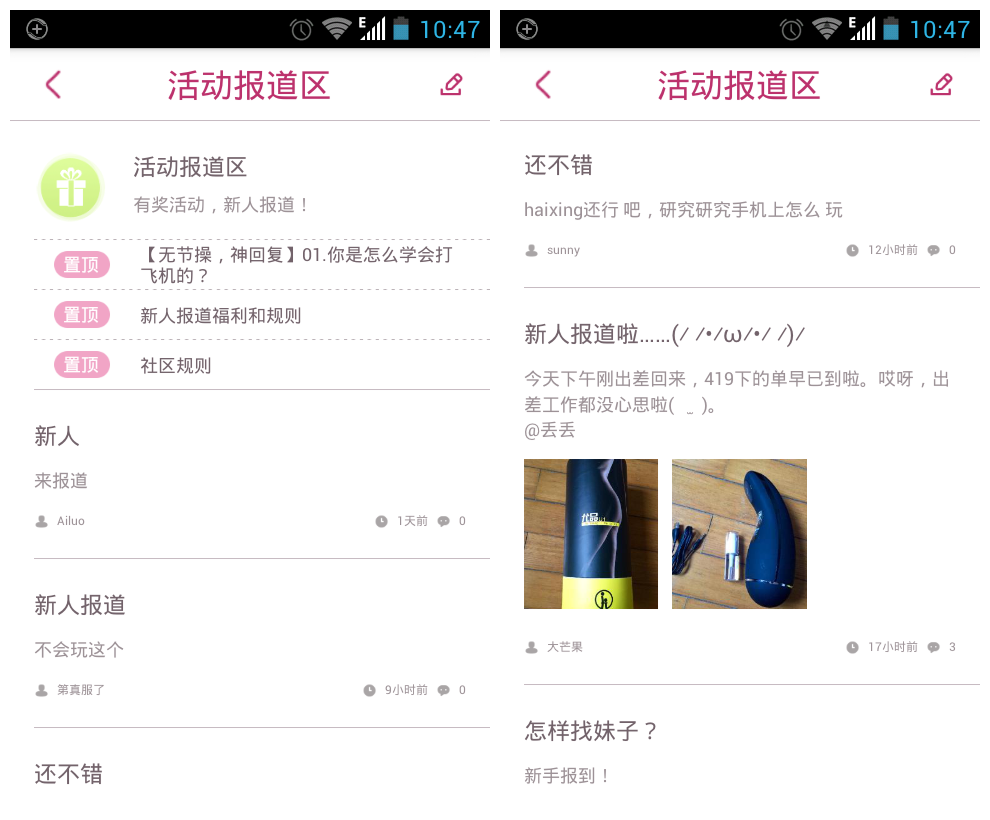 E 10:47
活动报道区
活动报道区
有奖活动，新人报道！
置顶 【无节操，神回复】01.你是怎么学会打
飞机的？
置顶 新人报道福利和规则
置顶 社区规则
新人
来报道
Ailuo 1天前 0
新人报道
不会玩这个
第真服了 9小时前 0
还不错
E 10:47
活动报道区
还不错
haixing还行 吧，研究研究手机上怎么 玩
sunny 12小时前 0
新人报道啦……(⁄ ⁄•⁄ω⁄•⁄ ⁄)⁄
今天下午刚出差回来，419下的单早已到啦。哎呀，出
差工作都没心思啦( ˍ̤ )。
@丢丢
大芒果 17小时前 3
怎样找妹子？
新手报到！